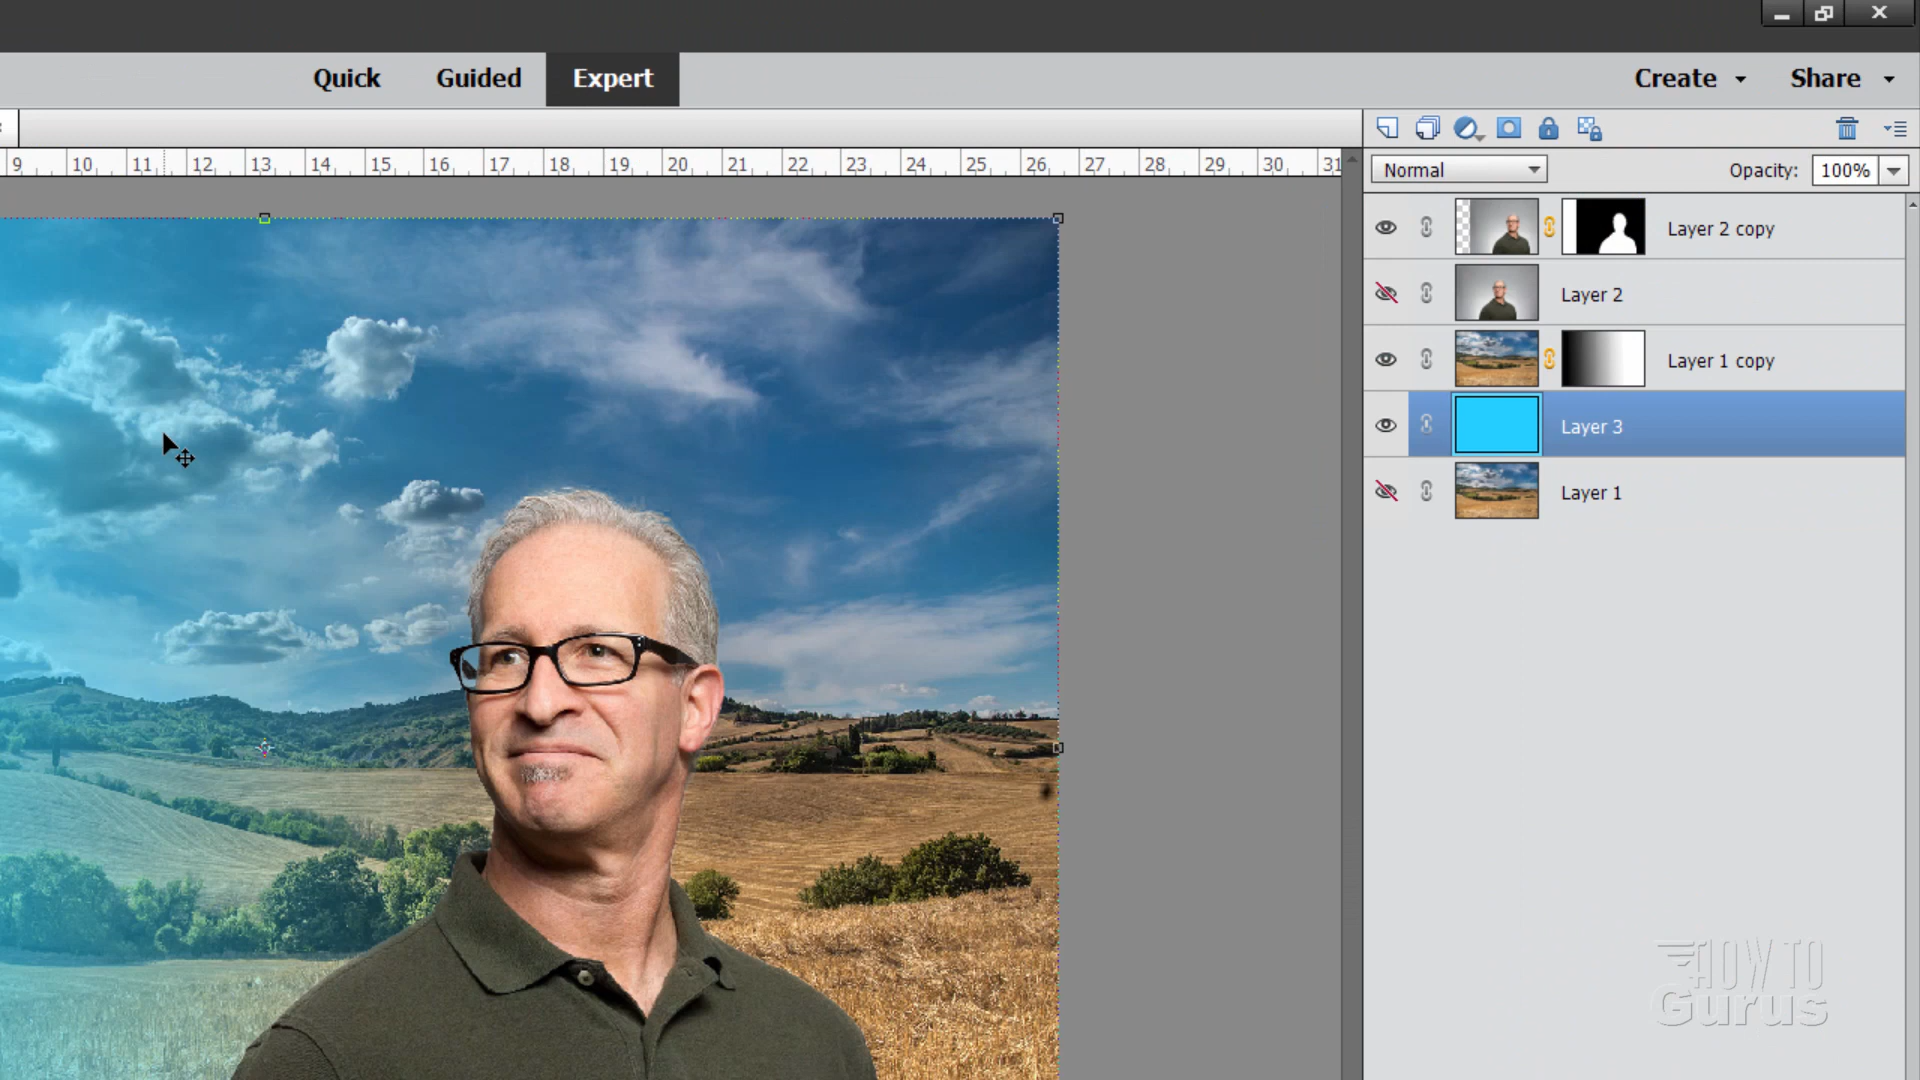 Quick Guided Expert Create Share
9 10 11 12 13 14 15 16 17 18 19 20 21 22 23 24 25 26 27 28 29 30 31
Normal Opacity: 100%
Layer 2 copy
Layer 2
Layer 1 copy
Layer 3
Layer 1
HOW TO
Gurus